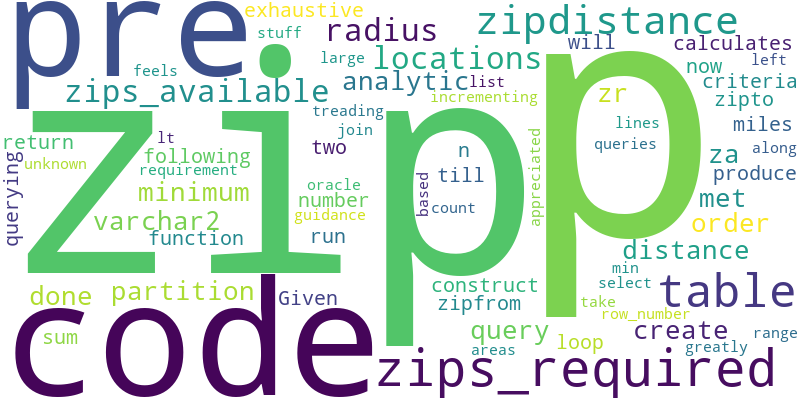 exhaustive
pre
zipdistance
stuff
radius
will
calculates
feels
large
locations
now
left
zips_available
analytic
list
criteria
zipp
p
incrementing
zr
zipto
treading
join
lines
miles
return
lt
two
n
queries
along
unknown
following
requirement
till
za
produce
querying
minimum
oracle
number
based
count
appreciated
met
varchar2
guidance
order
function
run
distance
done
partition
Given
construct
min
select
table
zipfrom
take
row_number
code
sum
query
loop
create
range
areas
greatly
zips_required